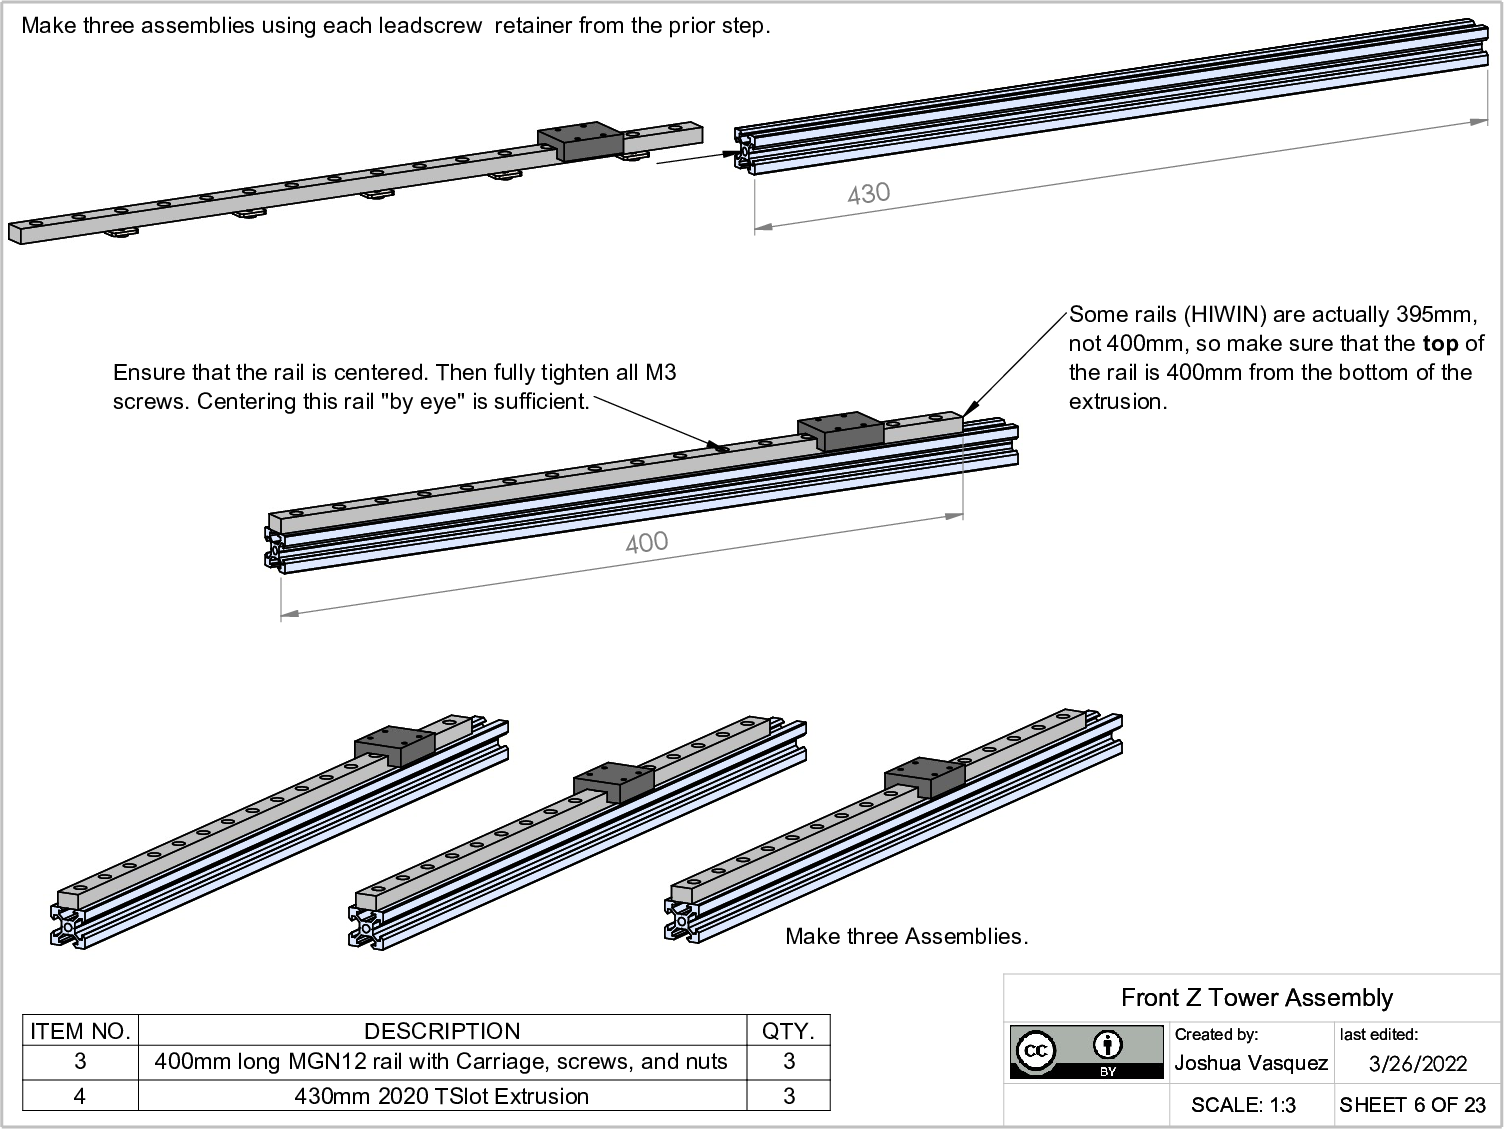 Make three assemblies using each leadscrew retainer from the prior step.
430
Some rails (HIWIN) are actually 395mm,
not 400mm, so make sure that the top of
the rail is 400mm from the bottom of the
extrusion.
Ensure that the rail is centered. Then fully tighten all M3
screws. Centering this rail "by eye" is sufficient.
400
Make three Assemblies.
ITEM NO. DESCRIPTION QTY.
3 400mm long MGN12 rail with Carriage, screws, and nuts 3
4 430mm 2020 TSlot Extrusion 3
Front Z Tower Assembly
cc BY
Created by:
Joshua Vasquez
last edited:
3/26/2022
SCALE: 1:3
SHEET 6 OF 23